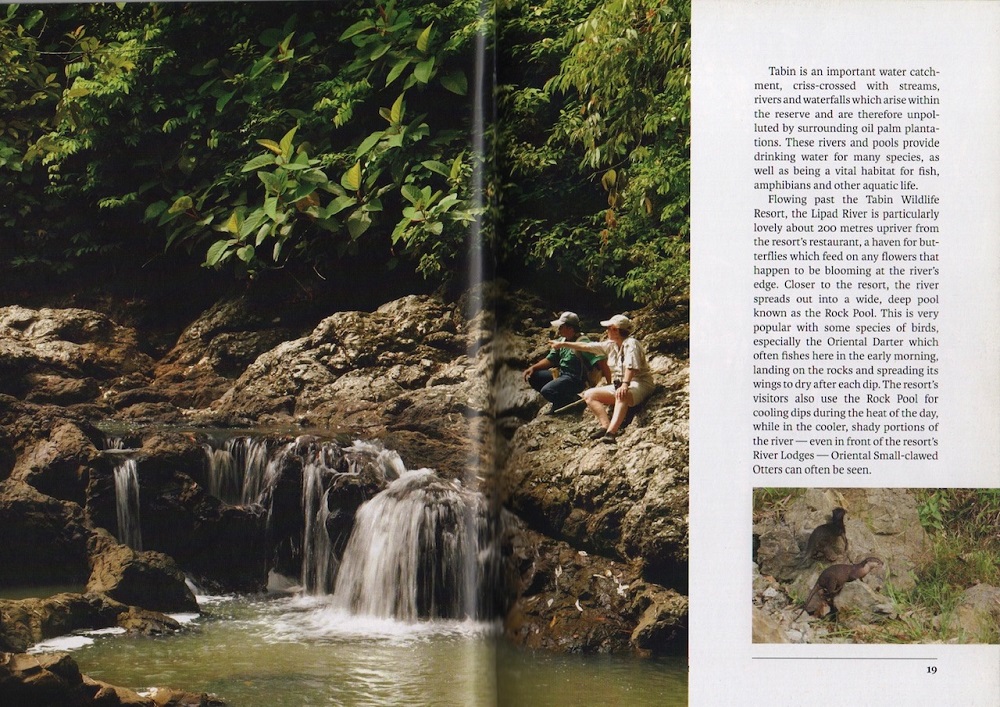 Tabin is an important water catch-
ment, criss-crossed with streams,
rivers and waterfalls which arise within
the reserve and are therefore unpol-
luted by surrounding oil palm planta-
tions. These rivers and pools provide
drinking water for many species, as
well as being a vital habitat for fish,
amphibians and other aquatic life.
Flowing past the Tabin Wildlife
Resort, the Lipad River is particularly
lovely about 200 metres upriver from
the resort's restaurant, a haven for but-
terflies which feed on any flowers that
happen to be blooming at the river's
edge. Closer to the resort, the river
spreads out into a wide, deep pool
known as the Rock Pool. This is very
popular with some species of birds,
especially the Oriental Darter which
often fishes here in the early morning,
landing on the rocks and spreading its
wings to dry after each dip. The resort's
visitors also use the Rock Pool for
cooling dips during the heat of the day,
while in the cooler, shady portions of
the river — even in front of the resort's
River Lodges — Oriental Small-clawed
Otters can often be seen.
19